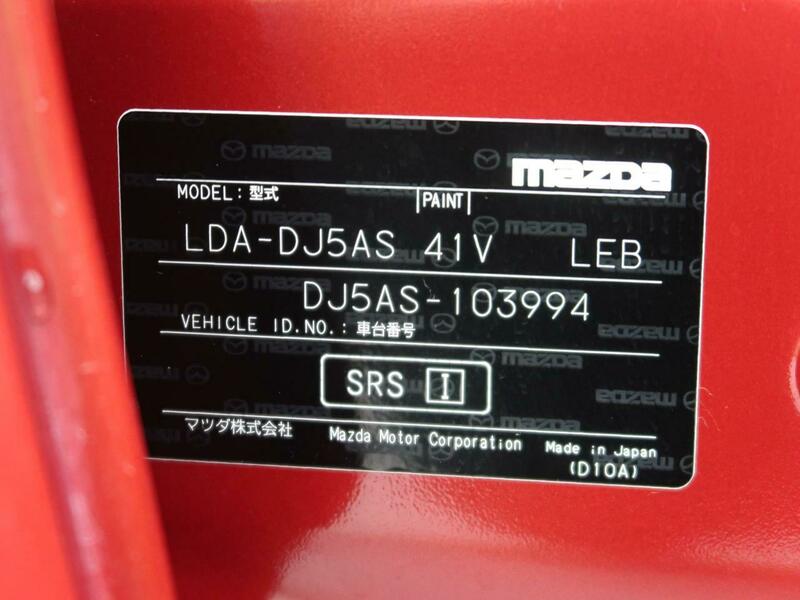 mazda
MODEL: 型式 PAINT
LDA-DJ5AS 41V LEB
DJ5AS-103994
VEHICLE ID.NO.: 車台番号
SRS I
マツダ株式会社 Mazda Motor Corporation Made in Japan
(D10A)